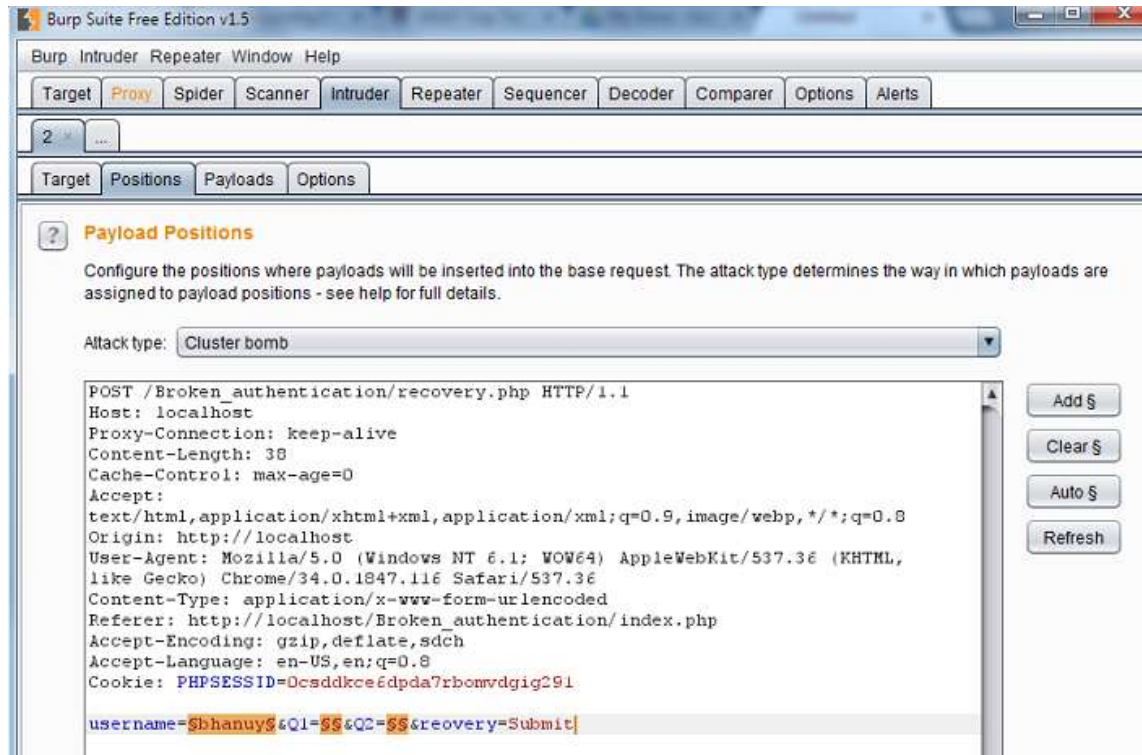 Burp Suite Free Edition v1.5
Burp Intruder Repeater Window Help
Target Proxy Spider Scanner Intruder Repeater Sequencer Decoder Comparer Options Alerts
2 × ...
Target Positions Payloads Options
? Payload Positions
Configure the positions where payloads will be inserted into the base request. The attack type determines the way in which payloads are
assigned to payload positions - see help for full details.
Attack type: Cluster bomb
POST /Broken_authentication/recovery.php HTTP/1.1
Host: localhost
Proxy-Connection: keep-alive
Content-Length: 38
Cache-Control: max-age=0
Accept:
text/html,application/xhtml+xml,application/xml;q=0.9,image/webp,*/*;q=0.8
Origin: http://localhost
User-Agent: Mozilla/5.0 (Windows NT 6.1; WOW64) AppleWebKit/537.36 (KHTML,
like Gecko) Chrome/34.0.1847.116 Safari/537.36
Content-Type: application/x-www-form-urlencoded
Referer: http://localhost/Broken_authentication/index.php
Accept-Encoding: gzip,deflate,sdch
Accept-Language: en-US,en;q=0.8
Cookie: PHPSESSID=0csddkce6dpda7rbomvdgig291
username=§bhanuy§&Q1=§§&Q2=§§&reovery=Submit
Add §
Clear §
Auto §
Refresh